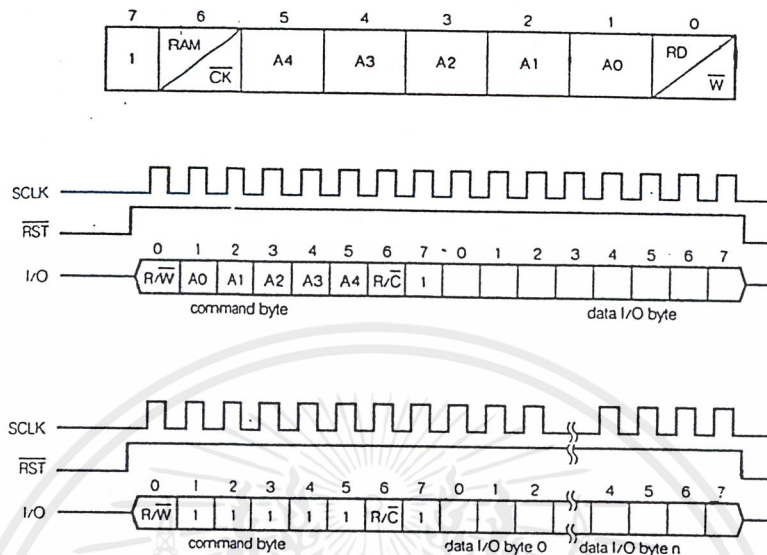 7 6 5 4 3 2 1 0
1 RAM C̅K̅ A4 A3 A2 A1 A0 RD W̅
SCLK
R̅S̅T̅
0 1 2 3 4 5 6 7 0 1 2 3 4 5 6 7
I/O R/W̅ A0 A1 A2 A3 A4 R/C̅ 1
command byte data I/O byte
SCLK
R̅S̅T̅
0 1 2 3 4 5 6 7 0 1 2 4 5 6 7
I/O R/W̅ 1 1 1 1 1 R/C̅ 1
command byte data I/O byte 0 data I/O byte n